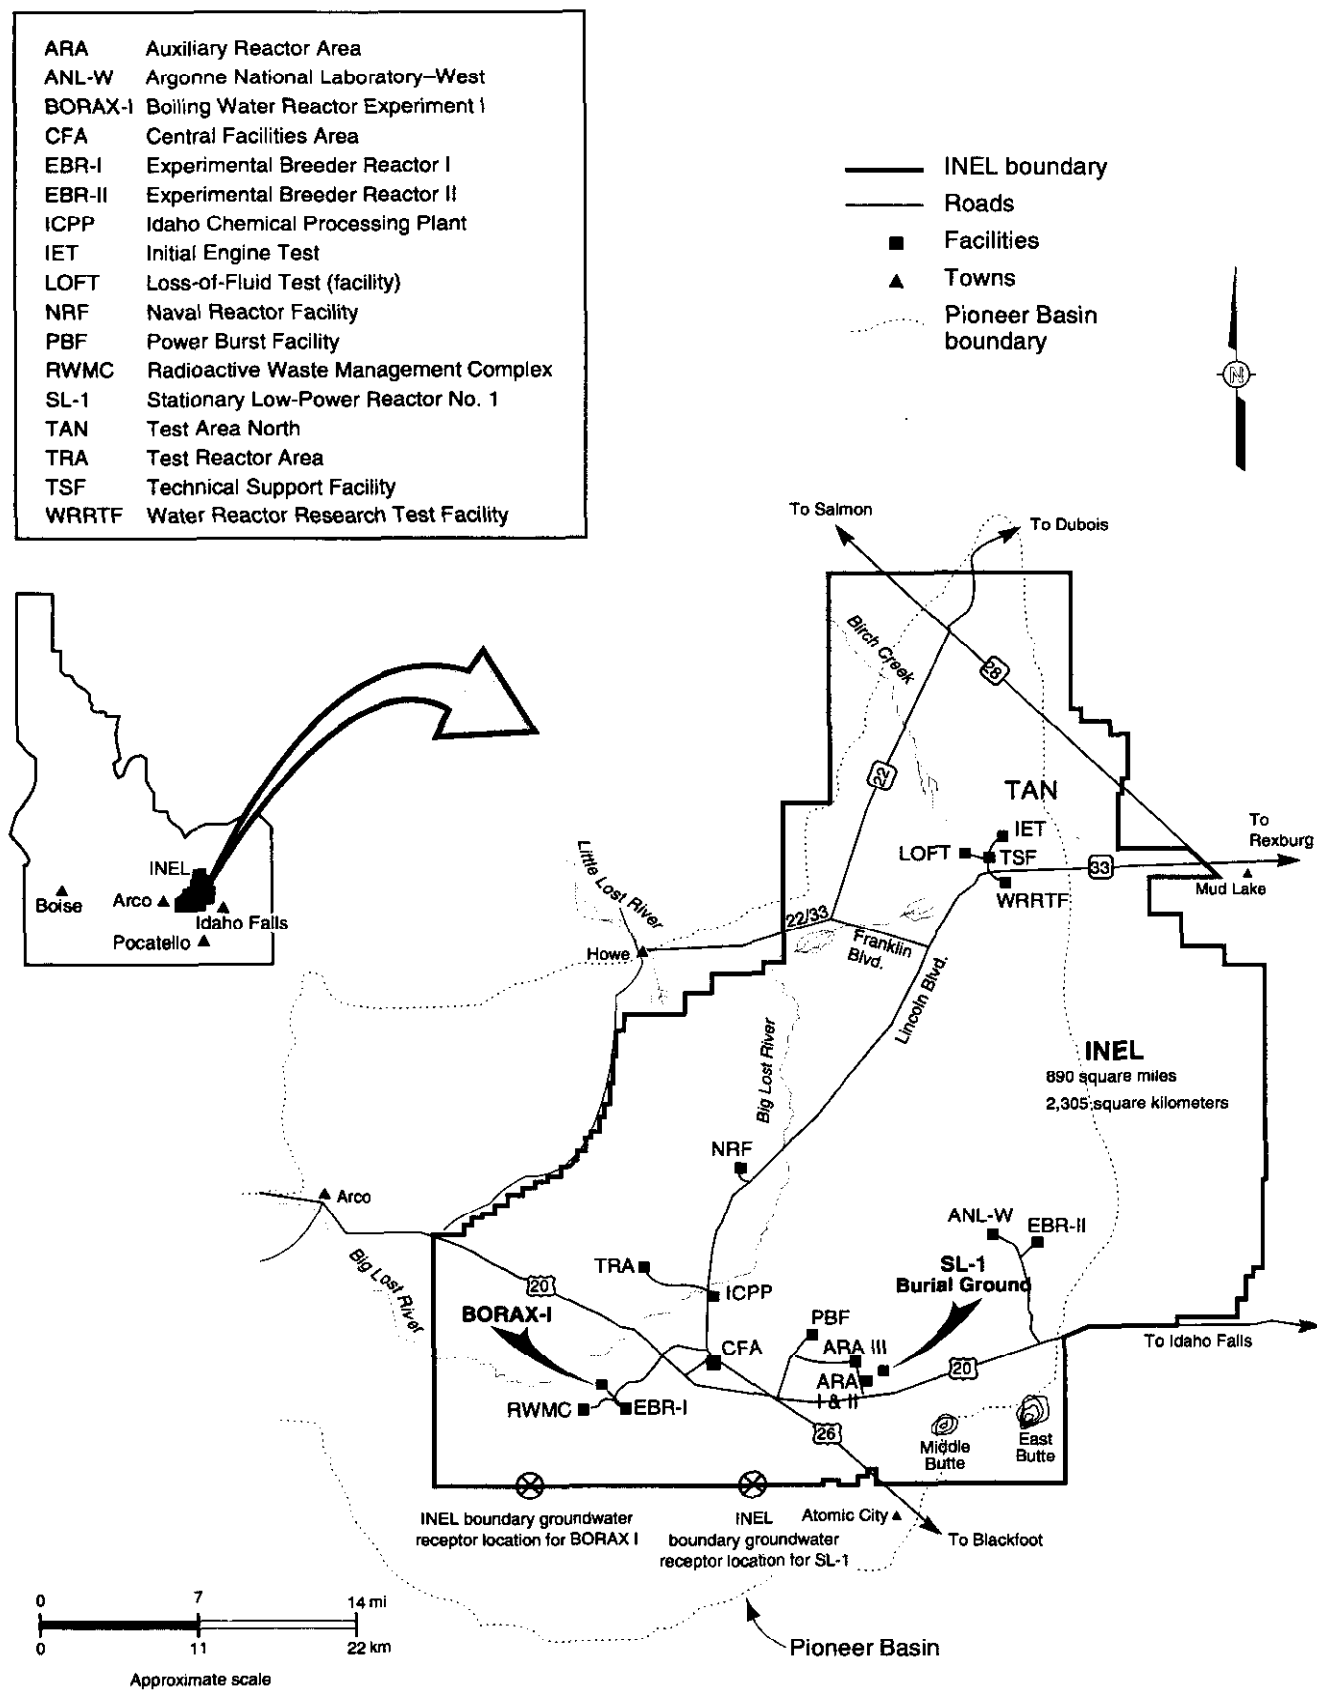 ARA Auxiliary Reactor Area
ANL-W Argonne National Laboratory–West
BORAX-I Boiling Water Reactor Experiment I
CFA Central Facilities Area
EBR-I Experimental Breeder Reactor I
EBR-II Experimental Breeder Reactor II
ICPP Idaho Chemical Processing Plant
IET Initial Engine Test
LOFT Loss-of-Fluid Test (facility)
NRF Naval Reactor Facility
PBF Power Burst Facility
RWMC Radioactive Waste Management Complex
SL-1 Stationary Low-Power Reactor No. 1
TAN Test Area North
TRA Test Reactor Area
TSF Technical Support Facility
WRRTF Water Reactor Research Test Facility
INEL boundary
Roads
Facilities
Towns
Pioneer Basin
boundary
N
To Salmon
To Dubois
Birch Creek
28
22
TAN
IET
LOFT
TSF
WRRTF
33
To
Rexburg
Mud Lake
INEL
Boise
Arco
Idaho Falls
Pocatello
Little Lost River
Howe
22/33
Franklin
Blvd.
Lincoln Blvd.
Big Lost River
INEL
890 square miles
2,305 square kilometers
NRF
Arco
Big Lost River
ANL-W
EBR-II
SL-1
Burial Ground
TRA
ICPP
20
BORAX-I
PBF
CFA
ARA III
ARA
I & II
20
To Idaho Falls
RWMC
EBR-I
26
Middle
Butte
East
Butte
INEL boundary groundwater
receptor location for BORAX I
INEL
boundary groundwater
receptor location for SL-1
Atomic City
To Blackfoot
0 7 14 mi
0 11 22 km
Approximate scale
Pioneer Basin